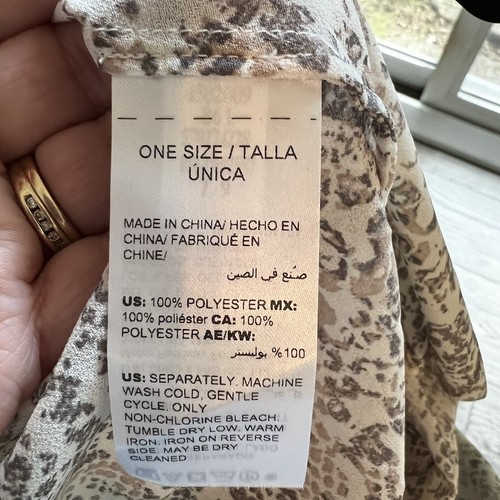 ONE SIZE / TALLA
ÚNICA
MADE IN CHINA/ HECHO EN
CHINA/ FABRIQUÉ EN
CHINE/
صنع في الصين
US: 100% POLYESTER MX:
100% poliéster CA: 100%
POLYESTER AE/KW:
100% بوليستر
US: SEPARATELY. MACHINE
WASH COLD, GENTLE
CYCLE, ONLY
NON-CHLORINE BLEACH.
TUMBLE DRY LOW, WARM
IRON. IRON ON REVERSE
SIDE, MAY BE DRY
CLEANED